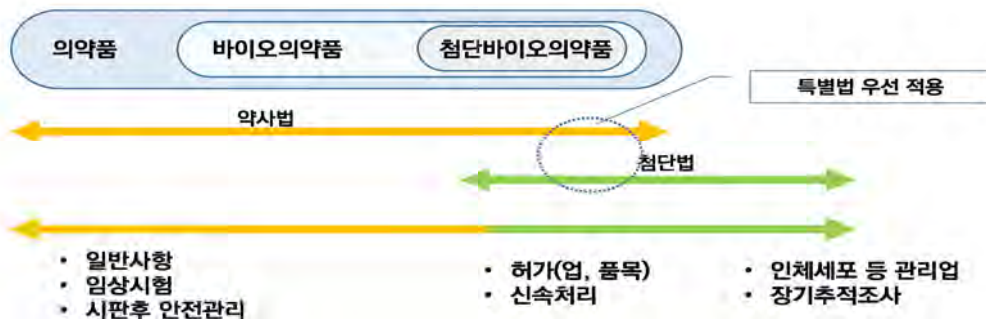 의약품
바이오의약품
첨단바이오의약품
특별법 우선 적용
약사법
첨단법
• 일반사항
• 임상시험
• 시판후 안전관리
• 허가(업, 품목)
• 신속처리
• 인체세포 등 관리업
• 장기추적조사